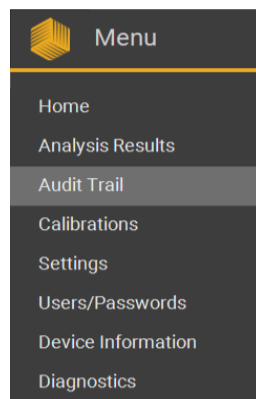 Menu
Home
Analysis Results
Audit Trail
Calibrations
Settings
Users/Passwords
Device Information
Diagnostics